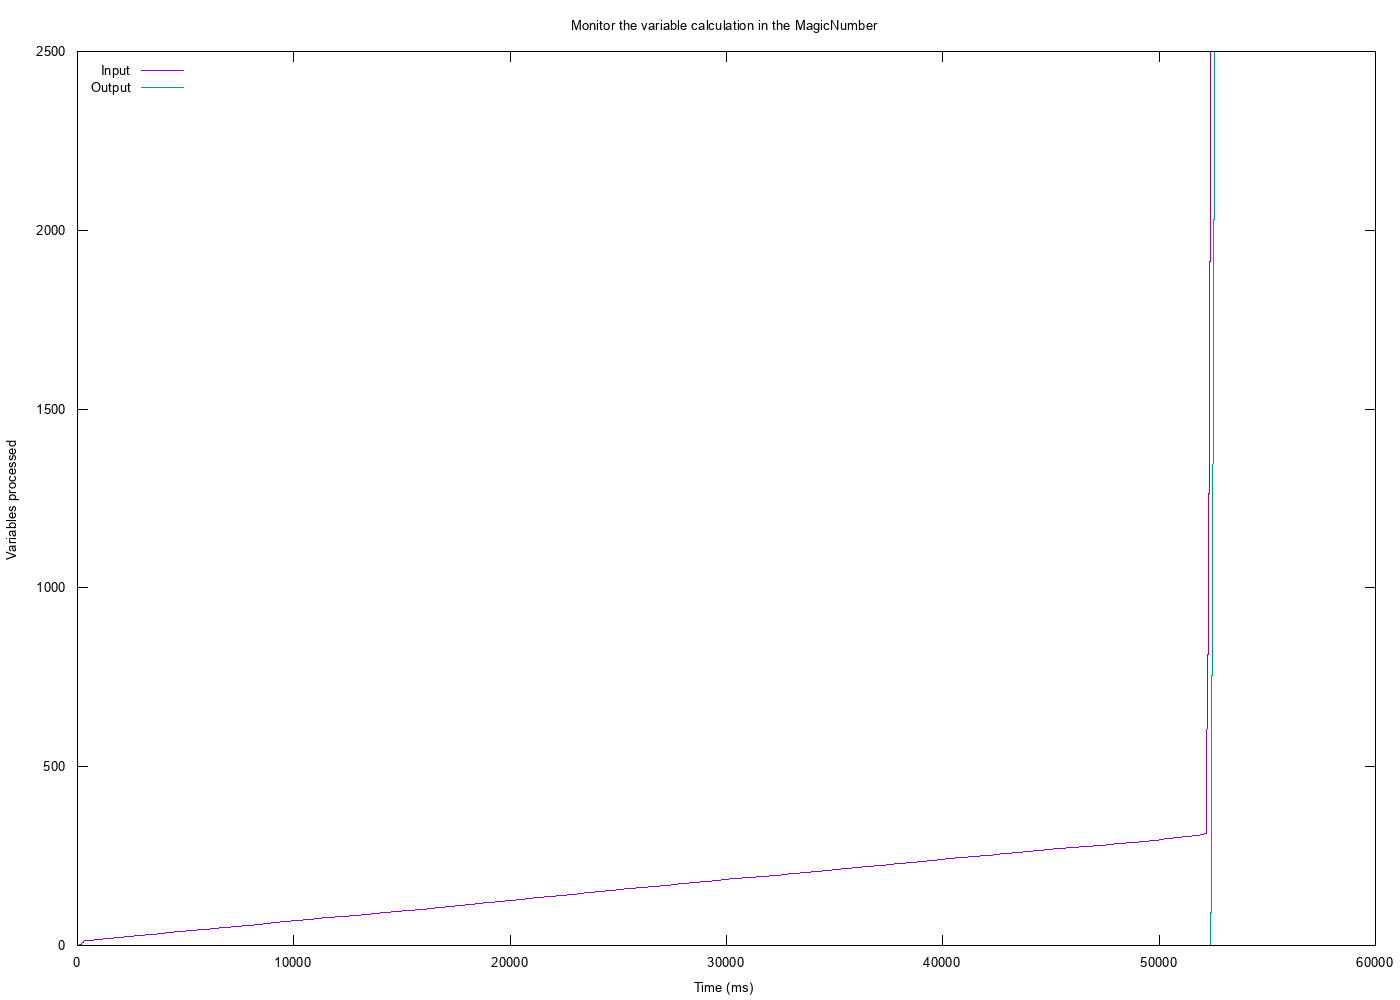 Monitor the variable calculation in the MagicNumber
2500
Input
Output
2000
1500
Variables processed
1000
500
0
0 10000 20000 30000 40000 50000 60000
Time (ms)